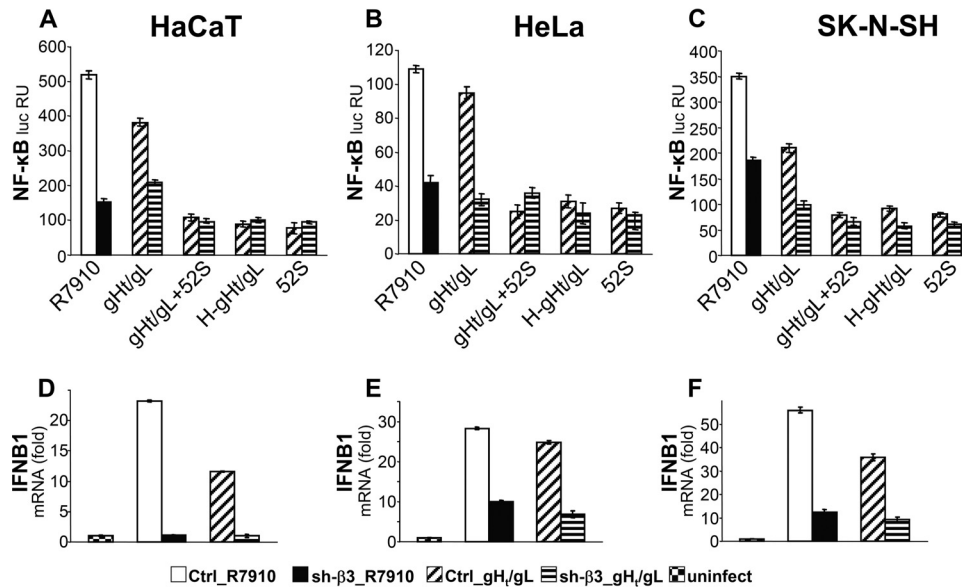 A HaCaT
NF-κB luc RU
600
500
400
300
200
100
0
R7910
gHt/gL
gHt/gL +52S
H-gHt/gL
52S
B HeLa
NF-κB luc RU
120
100
80
60
40
20
0
R7910
gHt/gL
gHt/gL +52S
H-gHt/gL
52S
C SK-N-SH
NF-κB luc RU
400
350
300
250
200
150
100
50
0
R7910
gHt/gL
gHt/gL +52S
H-gHt/gL
52S
D
IFNB1
mRNA (fold)
20
15
10
5
0
E
IFNB1
mRNA (fold)
30
20
10
0
F
IFNB1
mRNA (fold)
50
40
30
20
10
0
Ctrl_R7910 sh-β3_R7910 Ctrl_gHt/gL sh-β3_gHt/gL uninfect